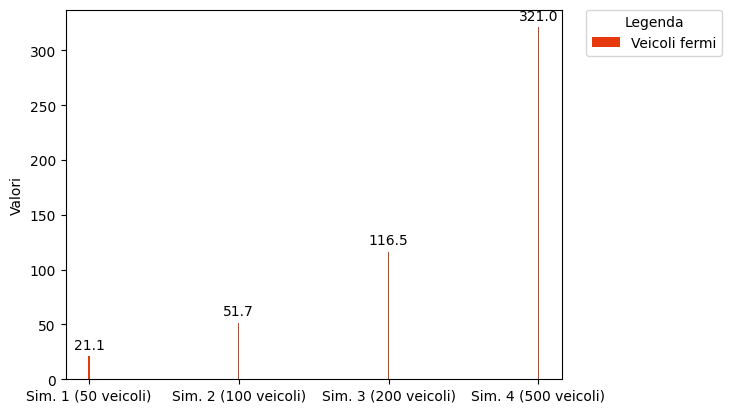 321.0
Legenda
Veicoli fermi
300
250
200
Valori
150
116.5
100
51.7
50
21.1
0
Sim. 1 (50 veicoli) Sim. 2 (100 veicoli) Sim. 3 (200 veicoli) Sim. 4 (500 veicoli)